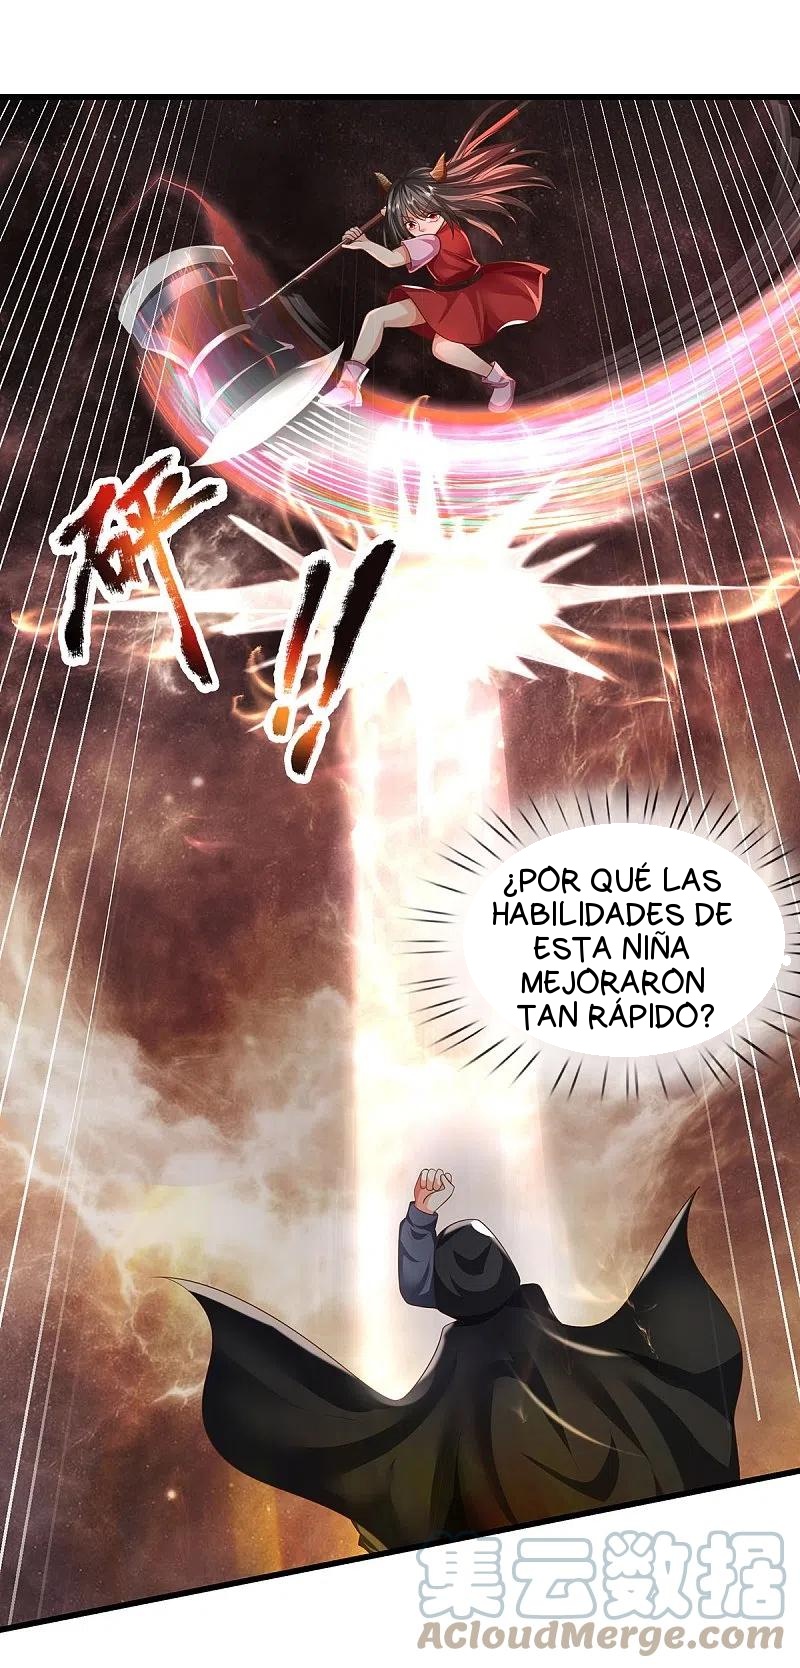 砰!!
¿POR QUÉ LAS
HABILIDADES DE
ESTA NIÑA
MEJORARON
TAN RÁPIDO?
集云数据
ACloudMerge.com